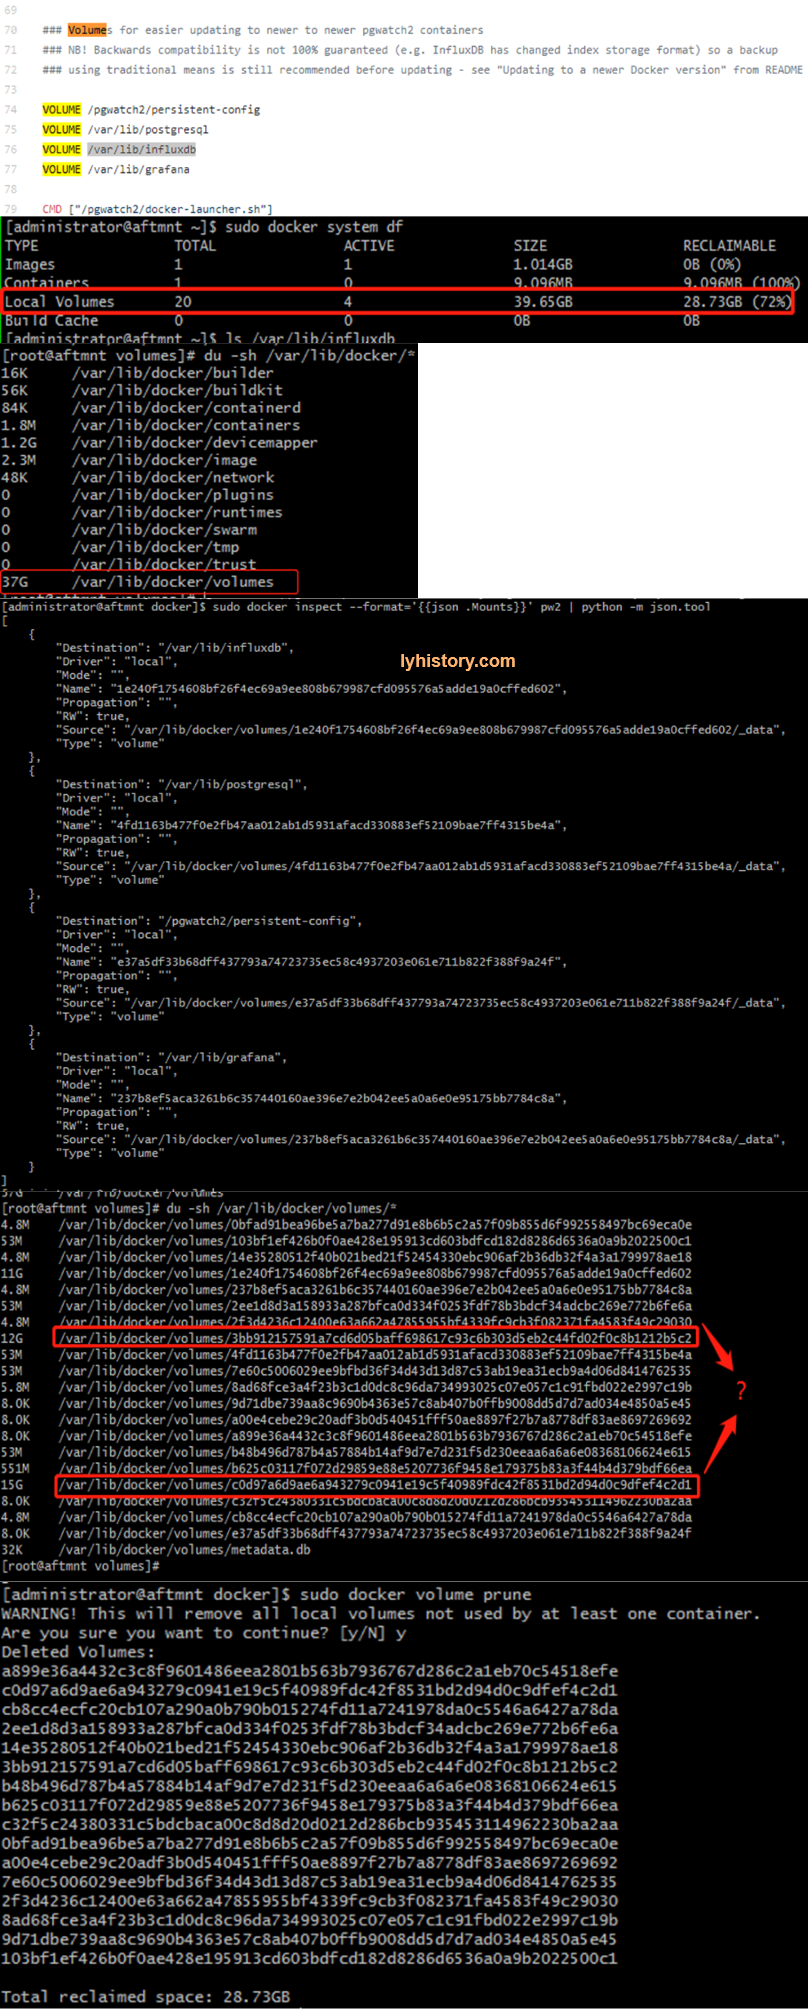 69
70 ### Volumes for easier updating to newer to newer pgwatch2 containers
71 ### NB! Backwards compatibility is not 100% guaranteed (e.g. InfluxDB has changed index storage format) so a backup
72 ### using traditional means is still recommended before updating - see "Updating to a newer Docker version" from README
73
74 VOLUME /pgwatch2/persistent-config
75 VOLUME /var/lib/postgresql
76 VOLUME /var/lib/influxdb
77 VOLUME /var/lib/grafana
78
79 CMD ["/pgwatch2/docker-launcher.sh"]
[administrator@aftmnt ~]$ sudo docker system df
TYPE TOTAL ACTIVE SIZE RECLAIMABLE
Images 1 1 1.014GB 0B (0%)
Containers 1 0 9.096MB 9.096MB (100%)
Local Volumes 20 4 39.65GB 28.73GB (72%)
Build Cache 0 0 0B 0B
[administrator@aftmnt ~]$ ls /var/lib/influxdb
[root@aftmnt volumes]# du -sh /var/lib/docker/*
16K /var/lib/docker/builder
56K /var/lib/docker/buildkit
84K /var/lib/docker/containerd
1.8M /var/lib/docker/containers
1.2G /var/lib/docker/devicemapper
2.3M /var/lib/docker/image
48K /var/lib/docker/network
0 /var/lib/docker/plugins
0 /var/lib/docker/runtimes
0 /var/lib/docker/swarm
0 /var/lib/docker/tmp
0 /var/lib/docker/trust
37G /var/lib/docker/volumes
[administrator@aftmnt docker]$ sudo docker inspect --format='{{json .Mounts}}' pw2 | python -m json.tool
[
{
"Destination": "/var/lib/influxdb",
lyhistory.com
"Driver": "local",
"Mode": "",
"Name": "1e240f1754608bf26f4ec69a9ee808b679987cfd095576a5adde19a0cffed602",
"Propagation": "",
"RW": true,
"Source": "/var/lib/docker/volumes/1e240f1754608bf26f4ec69a9ee808b679987cfd095576a5adde19a0cffed602/_data",
"Type": "volume"
},
{
"Destination": "/var/lib/postgresql",
"Driver": "local",
"Mode": "",
"Name": "4fd1163b477f0e2fb47aa012ab1d5931afacd330883ef52109bae7ff4315be4a",
"Propagation": "",
"RW": true,
"Source": "/var/lib/docker/volumes/4fd1163b477f0e2fb47aa012ab1d5931afacd330883ef52109bae7ff4315be4a/_data",
"Type": "volume"
},
{
"Destination": "/pgwatch2/persistent-config",
"Driver": "local",
"Mode": "",
"Name": "e37a5df33b68dff437793a74723735ec58c4937203e061e711b822f388f9a24f",
"Propagation": "",
"RW": true,
"Source": "/var/lib/docker/volumes/e37a5df33b68dff437793a74723735ec58c4937203e061e711b822f388f9a24f/_data",
"Type": "volume"
},
{
"Destination": "/var/lib/grafana",
"Driver": "local",
"Mode": "",
"Name": "237b8ef5aca3261b6c357440160ae396e7e2b042ee5a0a6e0e95175bb7784c8a",
"Propagation": "",
"RW": true,
"Source": "/var/lib/docker/volumes/237b8ef5aca3261b6c357440160ae396e7e2b042ee5a0a6e0e95175bb7784c8a/_data",
"Type": "volume"
}
]
37G /var/lib/docker/volumes
[root@aftmnt volumes]# du -sh /var/lib/docker/volumes/*
4.8M /var/lib/docker/volumes/0bfad91bea96be5a7ba277d91e8b6b5c2a57f09b855d6f992558497bc69eca0e
53M /var/lib/docker/volumes/103bf1ef426b0f0ae428e195913cd603bdfcd182d8286d6536a0a9b2022500c1
4.8M /var/lib/docker/volumes/14e35280512f40b021bed21f52454330ebc906af2b36db32f4a3a1799978ae18
11G /var/lib/docker/volumes/1e240f1754608bf26f4ec69a9ee808b679987cfd095576a5adde19a0cffed602
4.8M /var/lib/docker/volumes/237b8ef5aca3261b6c357440160ae396e7e2b042ee5a0a6e0e95175bb7784c8a
53M /var/lib/docker/volumes/2ee1d8d3a158933a287bfca0d334f0253fdf78b3bdcf34adcbc269e772b6fe6a
4.8M /var/lib/docker/volumes/2f3d4236c12400e63a662a47855955bf4339fc9cb3f082371fa4583f49c29030
12G /var/lib/docker/volumes/3bb912157591a7cd6d05baff698617c93c6b303d5eb2c44fd02f0c8b1212b5c2
53M /var/lib/docker/volumes/4fd1163b477f0e2fb47aa012ab1d5931afacd330883ef52109bae7ff4315be4a
53M /var/lib/docker/volumes/7e60c5006029ee9bfbd36f34d43d13d87c53ab19ea31ecb9a4d06d8414762535
5.8M /var/lib/docker/volumes/8ad68fce3a4f23b3c1d0dc8c96da734993025c07e057c1c91fbd022e2997c19b
?
8.0K /var/lib/docker/volumes/9d71dbe739aa8c9690b4363e57c8ab407b0ffb9008dd5d7d7ad034e4850a5e45
8.0K /var/lib/docker/volumes/a00e4cebe29c20adf3b0d540451fff50ae8897f27b7a8778df83ae8697269692
8.0K /var/lib/docker/volumes/a899e36a4432c3c8f9601486eea2801b563b7936767d286c2a1eb70c54518efe
53M /var/lib/docker/volumes/b48b496d787b4a57884b14af9d7e7d231f5d230eeaa6a6a6e08368106624e615
551M /var/lib/docker/volumes/b625c03117f072d29859e88e5207736f9458e179375b83a3f44b4d379bdf66ea
15G /var/lib/docker/volumes/c0d97a6d9ae6a943279c0941e19c5f40989fdc42f8531bd2d94d0c9dfef4c2d1
8.0K /var/lib/docker/volumes/c32f5c24380331c5bdcbaca00c8d8d20d0212d286bcb935453114962230ba2aa
4.8M /var/lib/docker/volumes/cb8cc4ecfc20cb107a290a0b790b015274fd11a7241978da0c5546a6427a78da
8.0K /var/lib/docker/volumes/e37a5df33b68dff437793a74723735ec58c4937203e061e711b822f388f9a24f
32K /var/lib/docker/volumes/metadata.db
[root@aftmnt volumes]#
[administrator@aftmnt docker]$ sudo docker volume prune
WARNING! This will remove all local volumes not used by at least one container.
Are you sure you want to continue? [y/N] y
Deleted Volumes:
a899e36a4432c3c8f9601486eea2801b563b7936767d286c2a1eb70c54518efe
c0d97a6d9ae6a943279c0941e19c5f40989fdc42f8531bd2d94d0c9dfef4c2d1
cb8cc4ecfc20cb107a290a0b790b015274fd11a7241978da0c5546a6427a78da
2ee1d8d3a158933a287bfca0d334f0253fdf78b3bdcf34adcbc269e772b6fe6a
14e35280512f40b021bed21f52454330ebc906af2b36db32f4a3a1799978ae18
3bb912157591a7cd6d05baff698617c93c6b303d5eb2c44fd02f0c8b1212b5c2
b48b496d787b4a57884b14af9d7e7d231f5d230eeaa6a6a6e08368106624e615
b625c03117f072d29859e88e5207736f9458e179375b83a3f44b4d379bdf66ea
c32f5c24380331c5bdcbaca00c8d8d20d0212d286bcb935453114962230ba2aa
0bfad91bea96be5a7ba277d91e8b6b5c2a57f09b855d6f992558497bc69eca0e
a00e4cebe29c20adf3b0d540451fff50ae8897f27b7a8778df83ae8697269692
7e60c5006029ee9bfbd36f34d43d13d87c53ab19ea31ecb9a4d06d8414762535
2f3d4236c12400e63a662a47855955bf4339fc9cb3f082371fa4583f49c29030
8ad68fce3a4f23b3c1d0dc8c96da734993025c07e057c1c91fbd022e2997c19b
9d71dbe739aa8c9690b4363e57c8ab407b0ffb9008dd5d7d7ad034e4850a5e45
103bf1ef426b0f0ae428e195913cd603bdfcd182d8286d6536a0a9b2022500c1
Total reclaimed space: 28.73GB